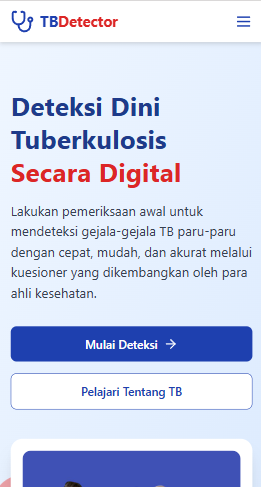 TBDetector
Deteksi Dini
Tuberkulosis
Secara Digital
Lakukan pemeriksaan awal untuk
mendeteksi gejala-gejala TB paru-paru
dengan cepat, mudah, dan akurat melalui
kuesioner yang dikembangkan oleh para
ahli kesehatan.
Mulai Deteksi
Pelajari Tentang TB